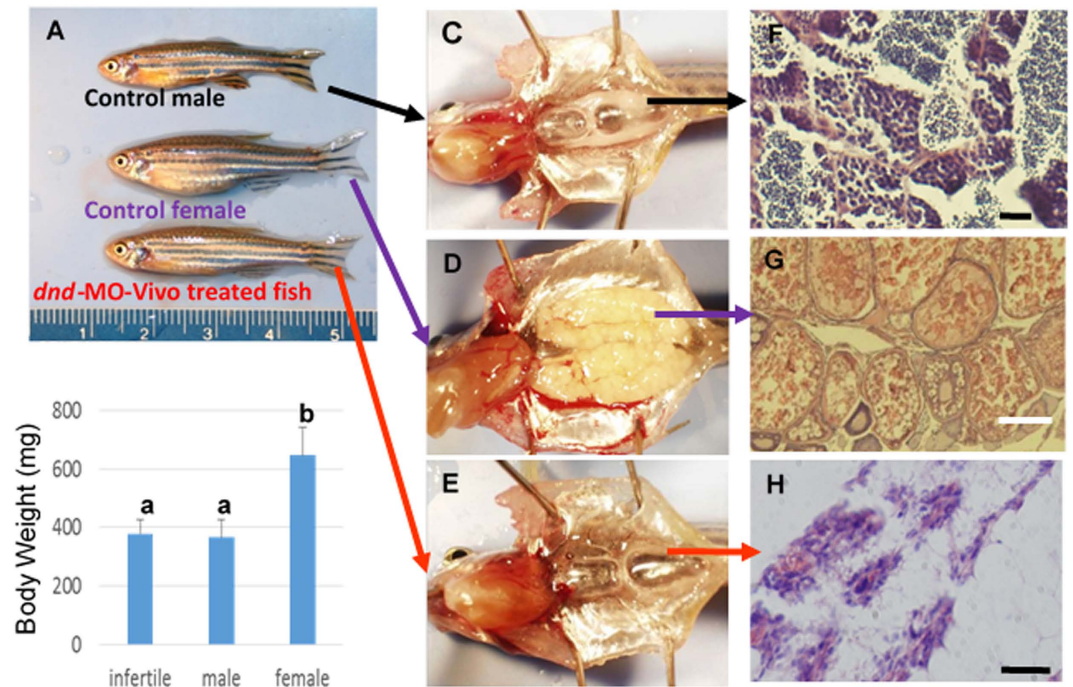 A
Control male
Control female
dnd-MO-Vivo treated fish
1 2 3 4 5
C
D
E
F
G
H
Body Weight (mg)
800
600
400
200
0
a
a
b
infertile
male
female